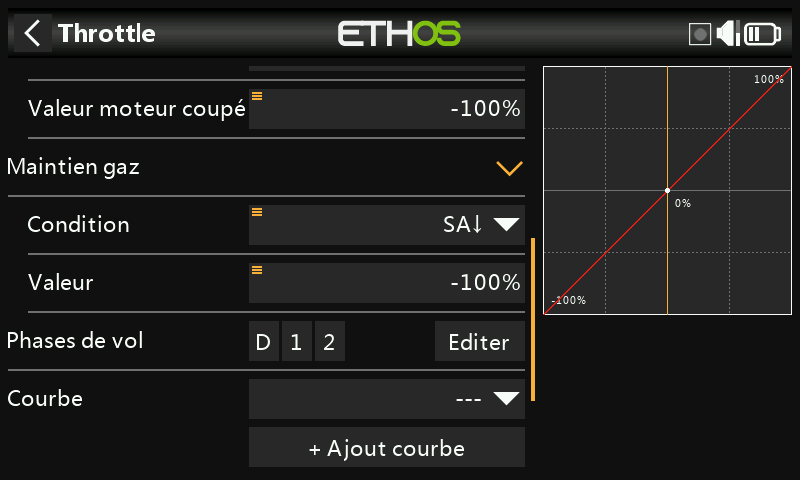 Throttle
ETHOS
Valeur moteur coupé -100%
Maintien gaz
Condition SA↓
Valeur -100%
Phases de vol D 1 2 Editer
Courbe ---
+ Ajout courbe
100%
0%
-100%